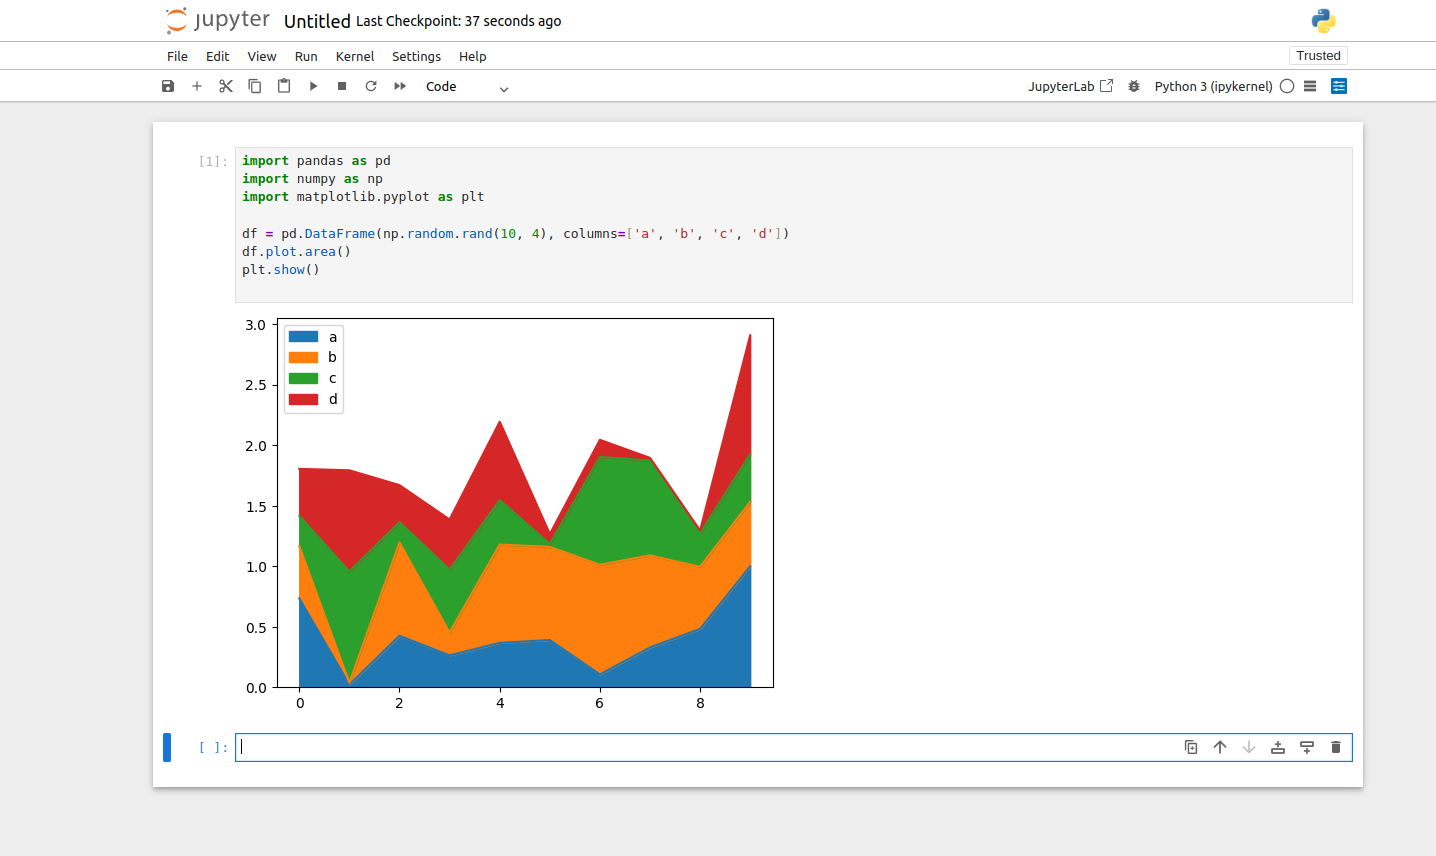 jupyter Untitled Last Checkpoint: 37 seconds ago
File Edit View Run Kernel Settings Help Trusted
Code JupyterLab Python 3 (ipykernel)
[1]: import pandas as pd
import numpy as np
import matplotlib.pyplot as plt
df = pd.DataFrame(np.random.rand(10, 4), columns=['a', 'b', 'c', 'd'])
df.plot.area()
plt.show()
3.0
a
b
2.5
c
d
2.0
1.5
1.0
0.5
0.0
0 2 4 6 8
[ ]: